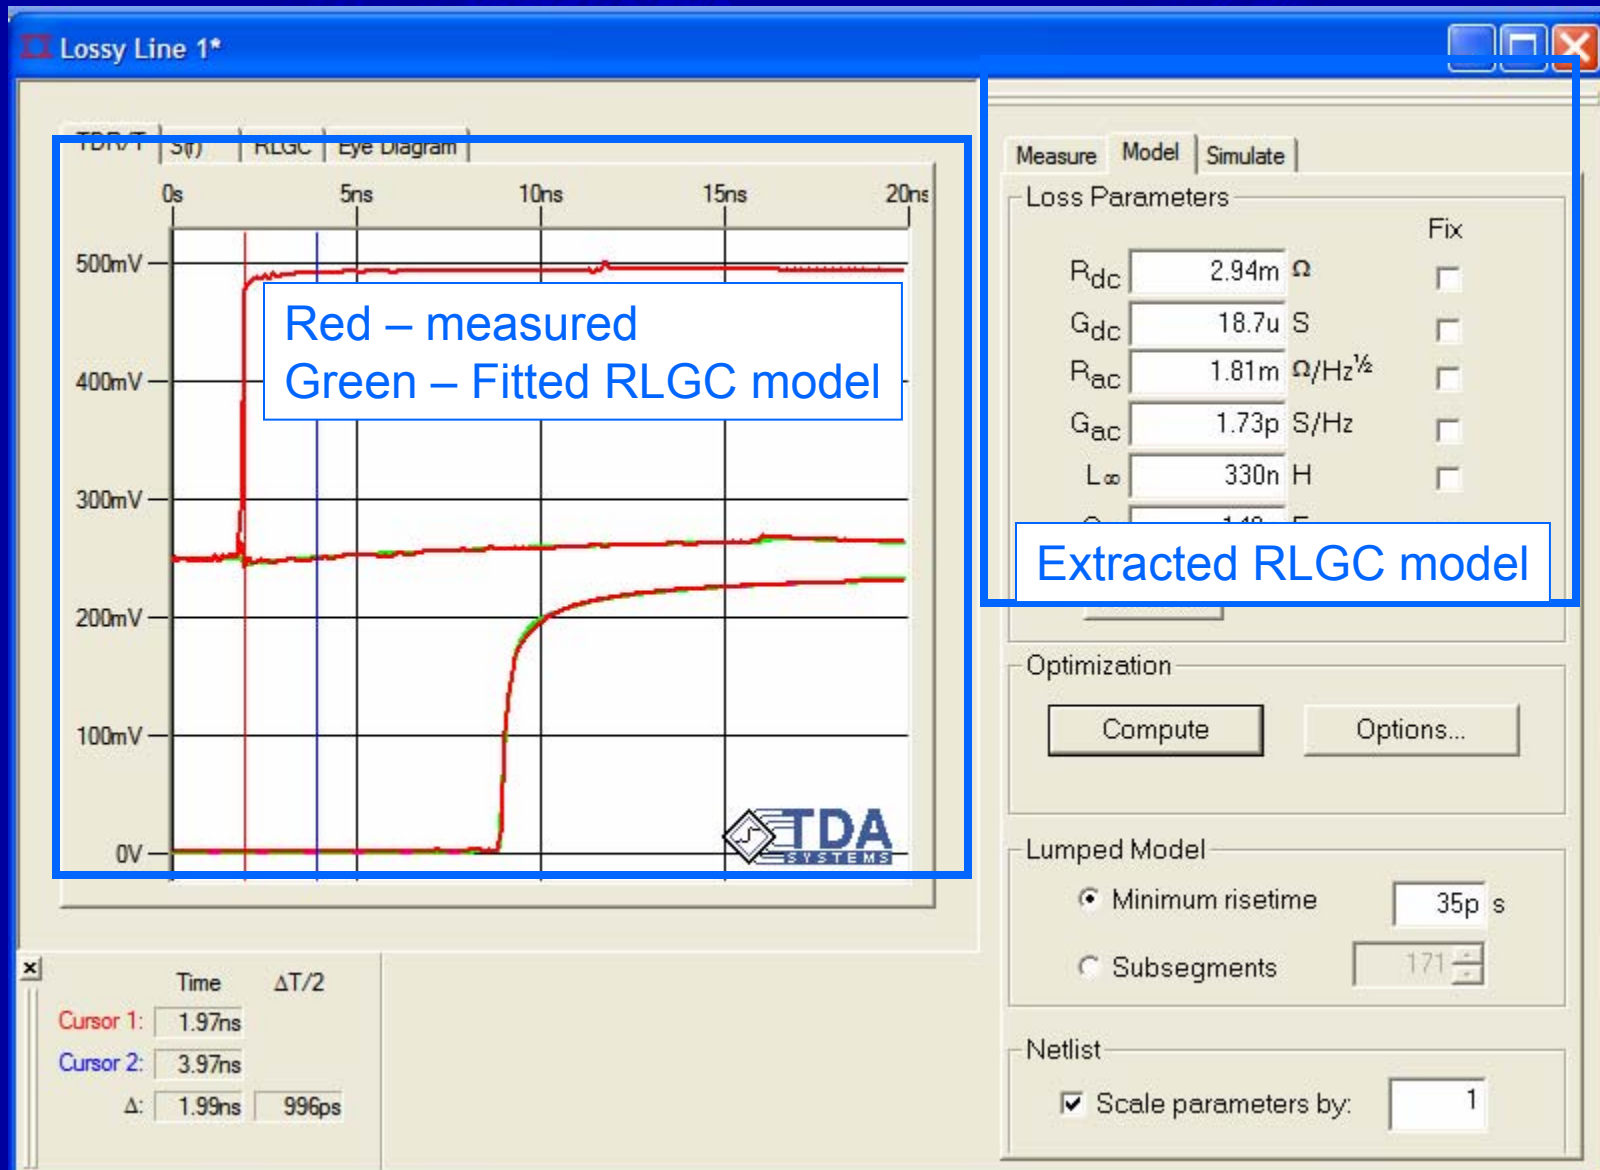 Lossy Line 1*
TDR/T S(f) RLGC Eye Diagram
0s 5ns 10ns 15ns 20ns
500mV
400mV
300mV
200mV
100mV
0V
Red – measured
Green – Fitted RLGC model
TDA
SYSTEMS
Time ΔT/2
Cursor 1: 1.97ns
Cursor 2: 3.97ns
Δ: 1.99ns 996ps
Measure Model Simulate
Loss Parameters
Fix
Rdc 2.94m Ω
Gdc 18.7u S
Rac 1.81m Ω/Hz½
Gac 1.73p S/Hz
L∞ 330n H
Extracted RLGC model
Optimization
Compute Options...
Lumped Model
Minimum risetime 35p s
Subsegments 171
Netlist
Scale parameters by: 1